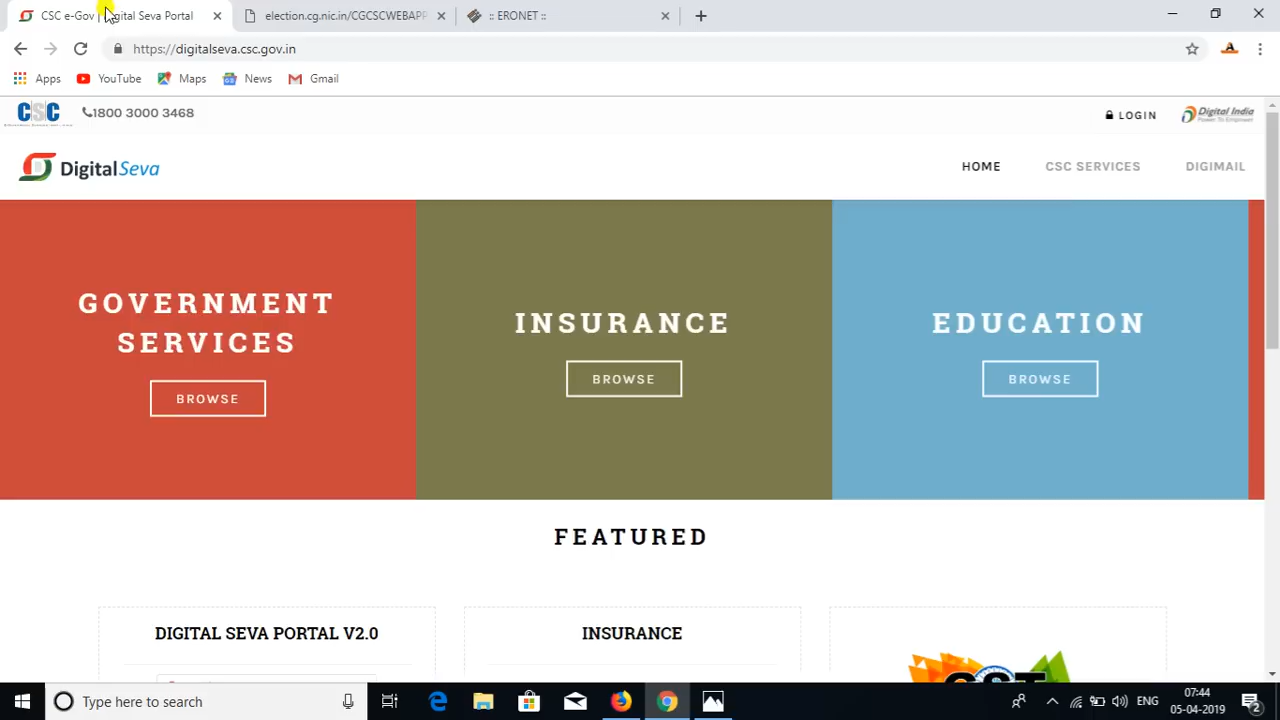 CSC e-Gov | Digital Seva Portal
election.cg.nic.in/CGCSCWEBAPP
:: ERONET ::
https://digitalseva.csc.gov.in
Apps
YouTube
Maps
News
Gmail
CSC
1800 3000 3468
LOGIN
Digital India
Power To Empower
DigitalSeva
HOME
CSC SERVICES
DIGIMAIL
GOVERNMENT
SERVICES
BROWSE
INSURANCE
BROWSE
EDUCATION
BROWSE
FEATURED
DIGITAL SEVA PORTAL V2.0
INSURANCE
Type here to search
ENG
07:44
05-04-2019
2